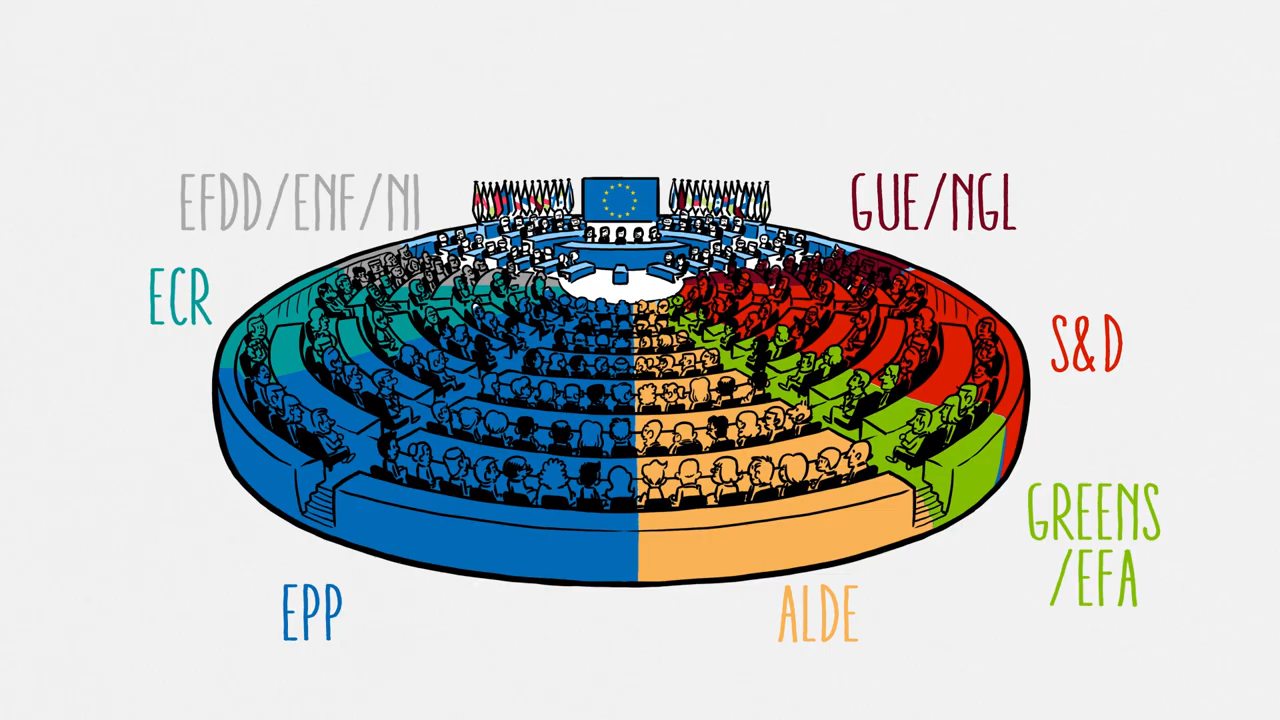 EFDD/ENF/NI
GUE/NGL
ECR
S&D
GREENS
/EFA
EPP
ALDE